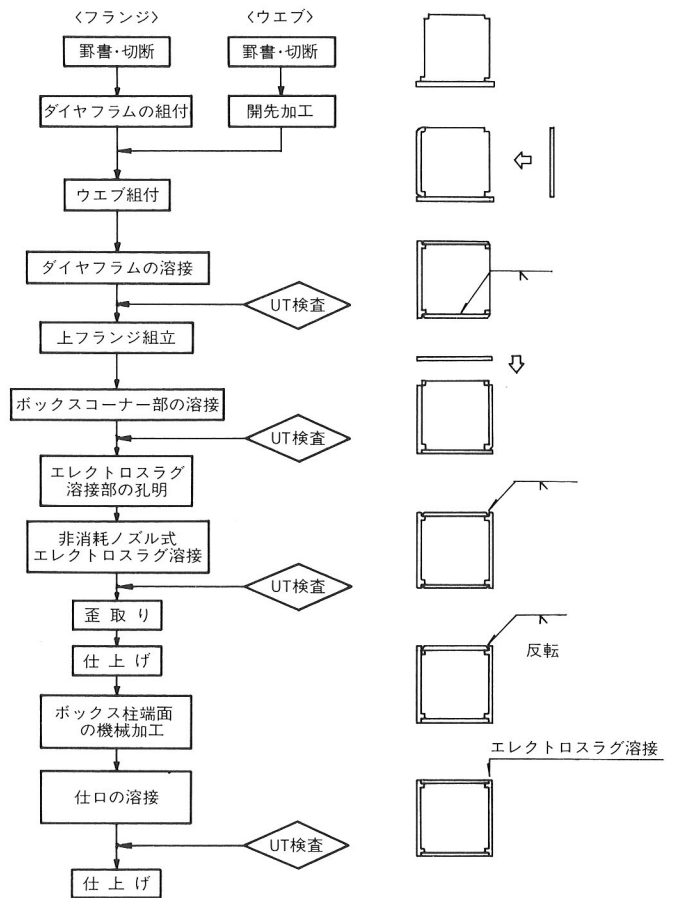 〈フランジ〉
〈ウエブ〉
罫書・切断
罫書・切断
ダイヤフラムの組付
開先加工
ウエブ組付
ダイヤフラムの溶接
UT検査
上フランジ組立
ボックスコーナー部の溶接
UT検査
エレクトロスラグ
溶接部の孔明
非消耗ノズル式
エレクトロスラグ溶接
UT検査
歪取り
仕上げ
ボックス柱端面
の機械加工
仕口の溶接
UT検査
仕上げ
反転
エレクトロスラグ溶接